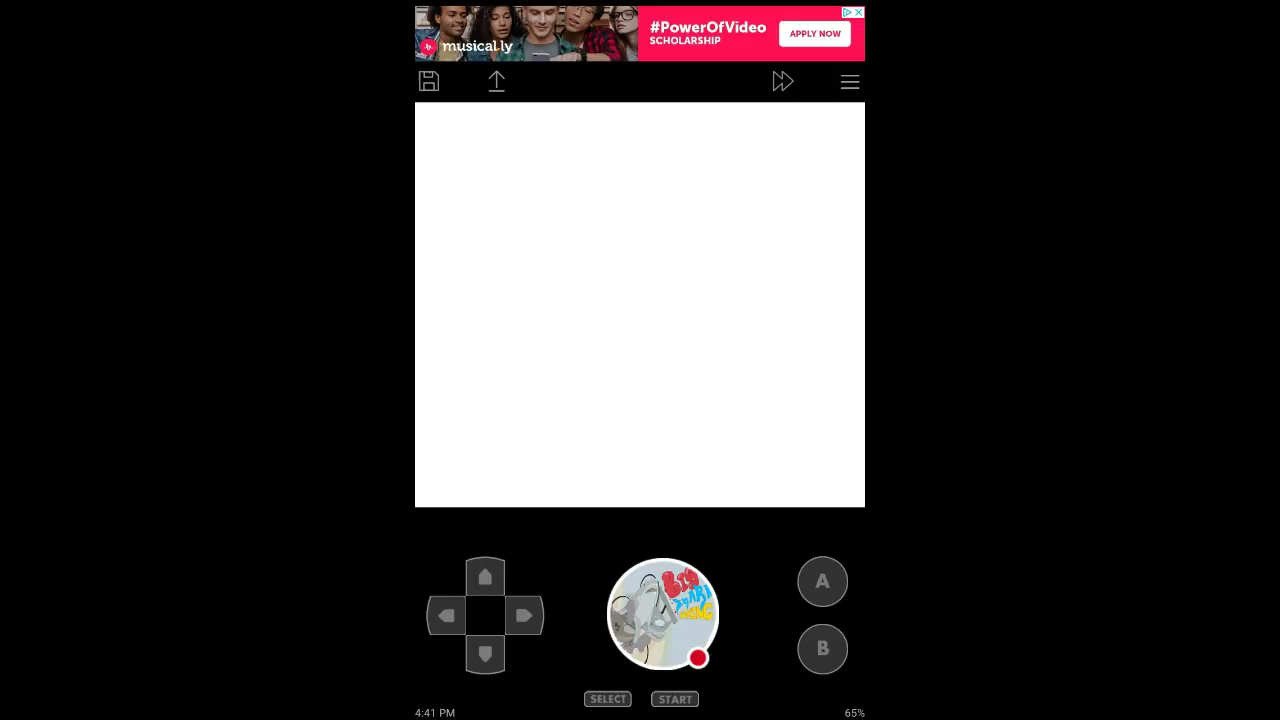 musical.ly
#PowerOfVideo
SCHOLARSHIP
APPLY NOW
A
B
SELECT
START
4:41 PM
65%